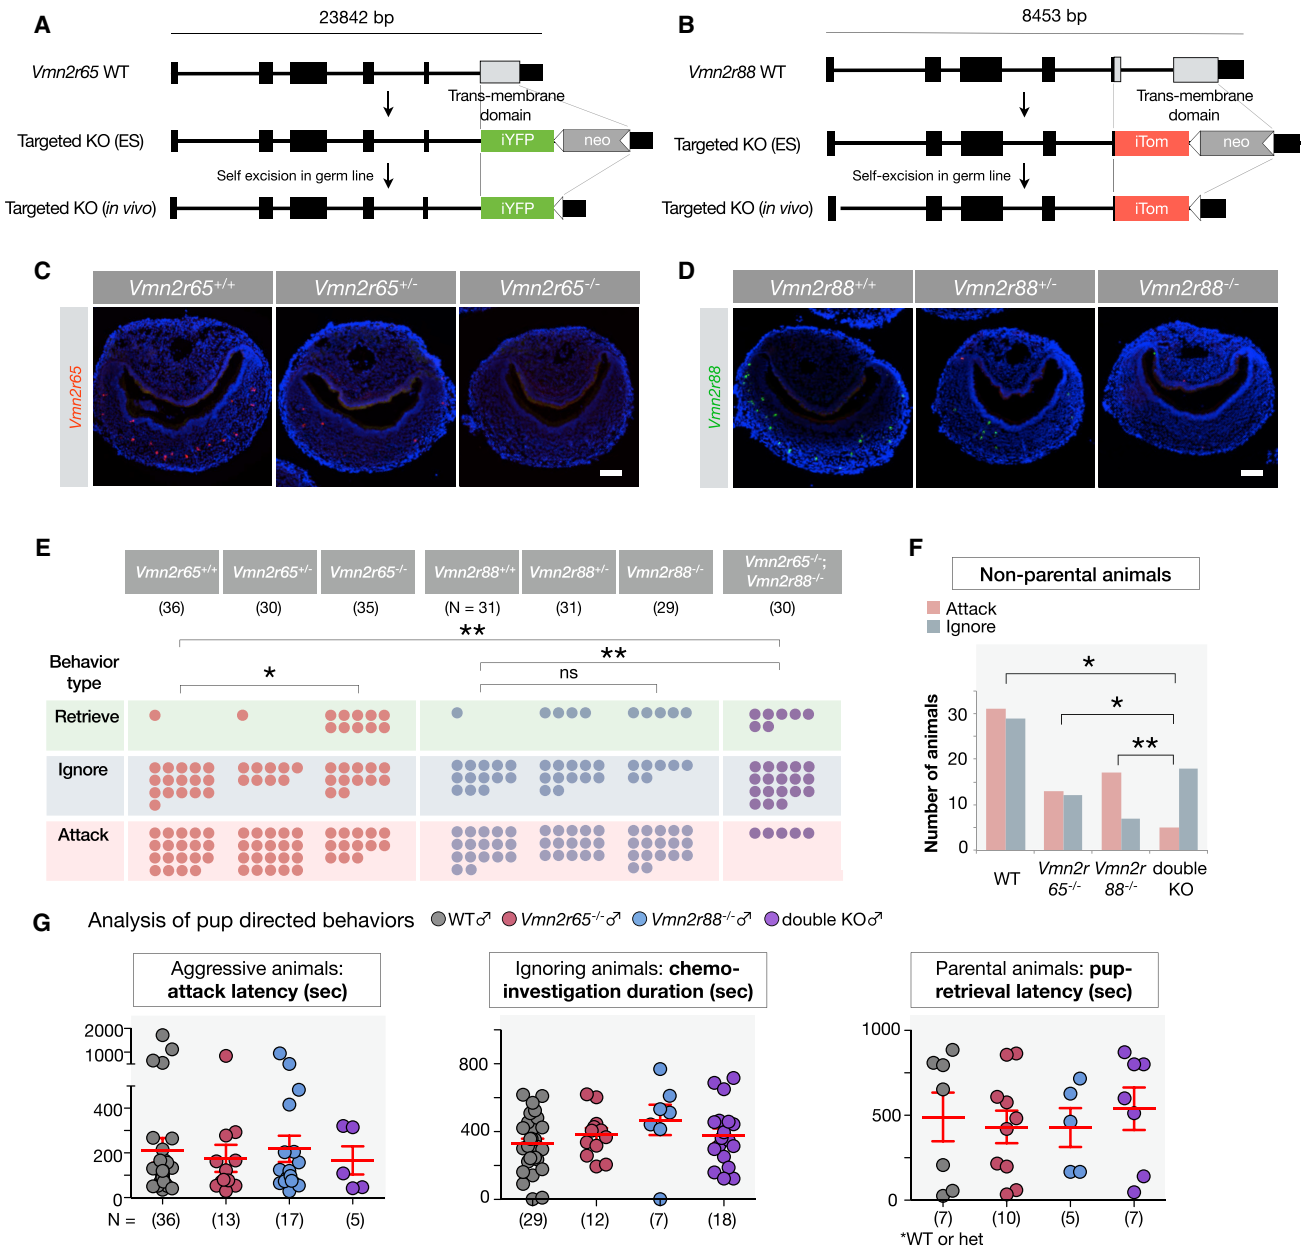 A
23842 bp
Vmn2r65 WT
Trans-membrane
domain
Targeted KO (ES)
iYFP
neo
Self excision in germ line
Targeted KO (in vivo)
iYFP
B
8453 bp
Vmn2r88 WT
Trans-membrane
domain
Targeted KO (ES)
iTom
neo
Self-excision in germ line
Targeted KO (in vivo)
iTom
C
Vmn2r65+/+
Vmn2r65+/-
Vmn2r65-/-
Vmn2r65
D
Vmn2r88+/+
Vmn2r88+/-
Vmn2r88-/-
Vmn2r88
E
Vmn2r65+/+
Vmn2r65+/-
Vmn2r65-/-
Vmn2r88+/+
Vmn2r88+/-
Vmn2r88-/-
Vmn2r65-/-;
Vmn2r88-/-
(36)
(30)
(35)
(N = 31)
(31)
(29)
(30)
**
**
*
ns
Behavior
type
Retrieve
Ignore
Attack
F
Non-parental animals
Attack
Ignore
*
*
**
Number of animals
30
20
10
0
WT
Vmn2r
65-/-
Vmn2r
88-/-
double
KO
G
Analysis of pup directed behaviors
WT♂
Vmn2r65-/-♂
Vmn2r88-/-♂
double KO♂
Aggressive animals:
attack latency (sec)
2000
1000
400
200
0
N =
(36)
(13)
(17)
(5)
Ignoring animals: chemo-
investigation duration (sec)
800
400
0
(29)
(12)
(7)
(18)
Parental animals: pup-
retrieval latency (sec)
1000
500
0
(7)
(10)
(5)
(7)
*WT or het